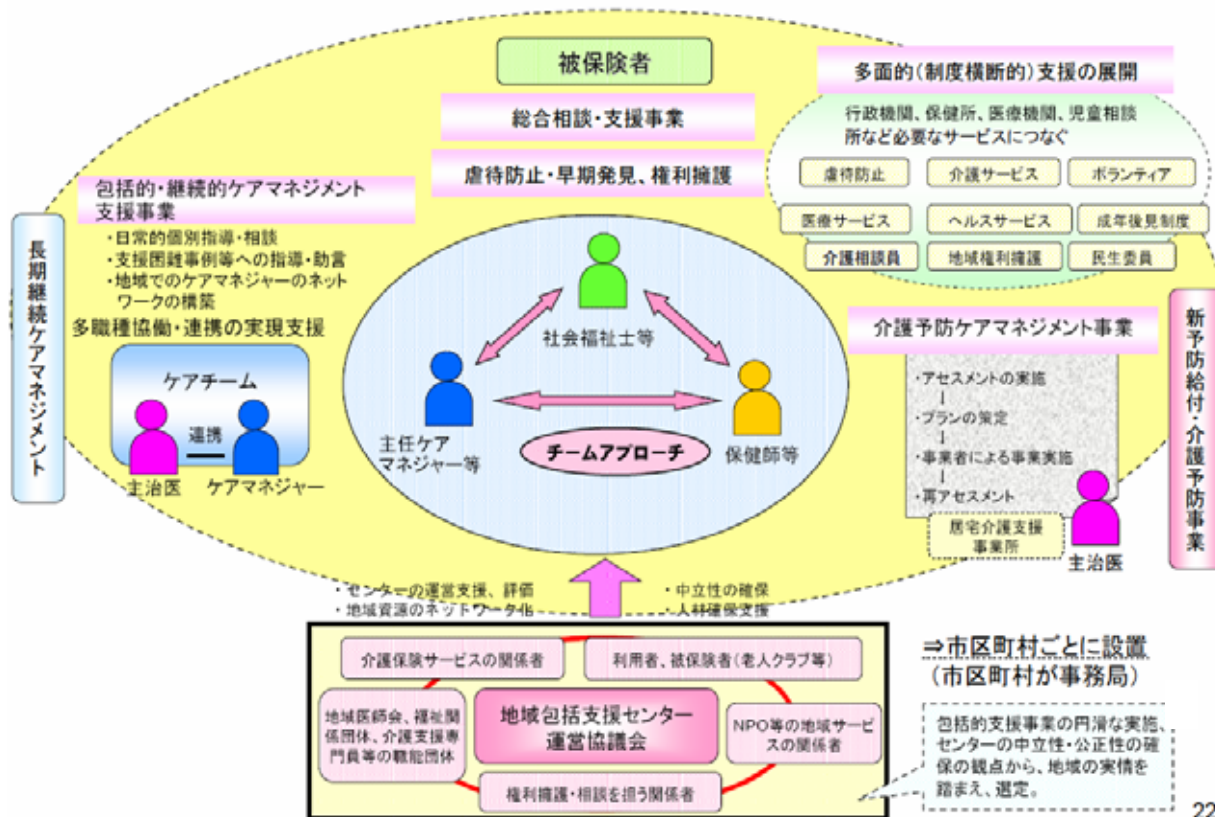 被保険者
総合相談・支援事業
虐待防止・早期発見、権利擁護
多面的(制度横断的)支援の展開
行政機関、保健所、医療機関、児童相談
所など必要なサービスにつなぐ
虐待防止
介護サービス
ボランティア
医療サービス
ヘルスサービス
成年後見制度
介護相談員
地域権利擁護
民生委員
包括的・継続的ケアマネジメント
支援事業
・日常的個別指導・相談
・支援困難事例等への指導・助言
・地域でのケアマネジャーのネット
ワークの構築
多職種協働・連携の実現支援
ケアチーム
連携
主治医
ケアマネジャー
長期継続ケアマネジメント
社会福祉士等
主任ケア
マネジャー等
保健師等
チームアプローチ
介護予防ケアマネジメント事業
・アセスメントの実施
↓
・プランの策定
↓
・事業者による事業実施
↓
・再アセスメント
居宅介護支援
事業所
主治医
新予防給付・介護予防事業
・センターの運営支援、評価
・地域資源のネットワーク化
・中立性の確保
・人材確保支援
介護保険サービスの関係者
利用者、被保険者(老人クラブ等)
地域医師会、福祉関
係団体、介護支援専
門員等の職能団体
地域包括支援センター
運営協議会
NPO等の地域サービ
スの関係者
権利擁護・相談を担う関係者
⇒市区町村ごとに設置
(市区町村が事務局)
包括的支援事業の円滑な実施、
センターの中立性・公正性の確
保の観点から、地域の実情を
踏まえ、選定。
22